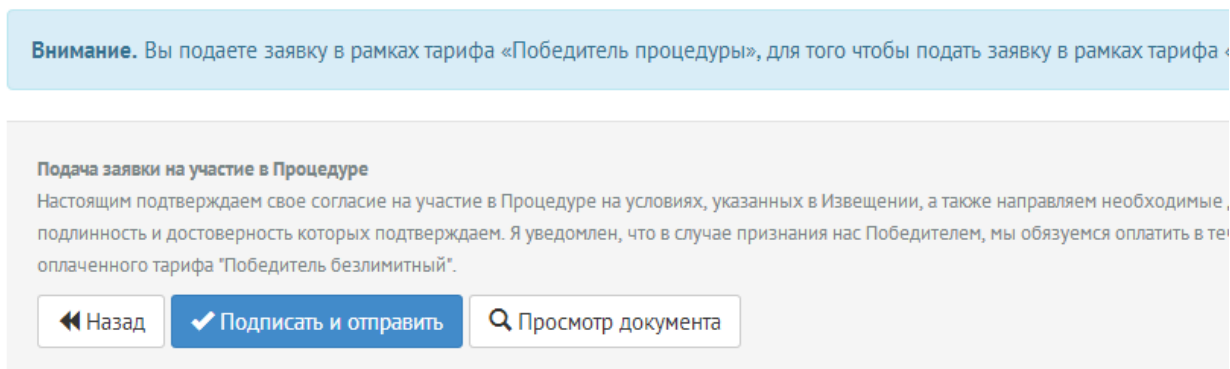 Внимание. Вы подаете заявку в рамках тарифа «Победитель процедуры», для того чтобы подать заявку в рамках тарифа «
Подача заявки на участие в Процедуре
Настоящим подтверждаем свое согласие на участие в Процедуре на условиях, указанных в Извещении, а также направляем необходимые
подлинность и достоверность которых подтверждаем. Я уведомлен, что в случае признания нас Победителем, мы обязуемся оплатить в
оплаченного тарифа "Победитель безлимитный".
Назад Подписать и отправить Просмотр документа